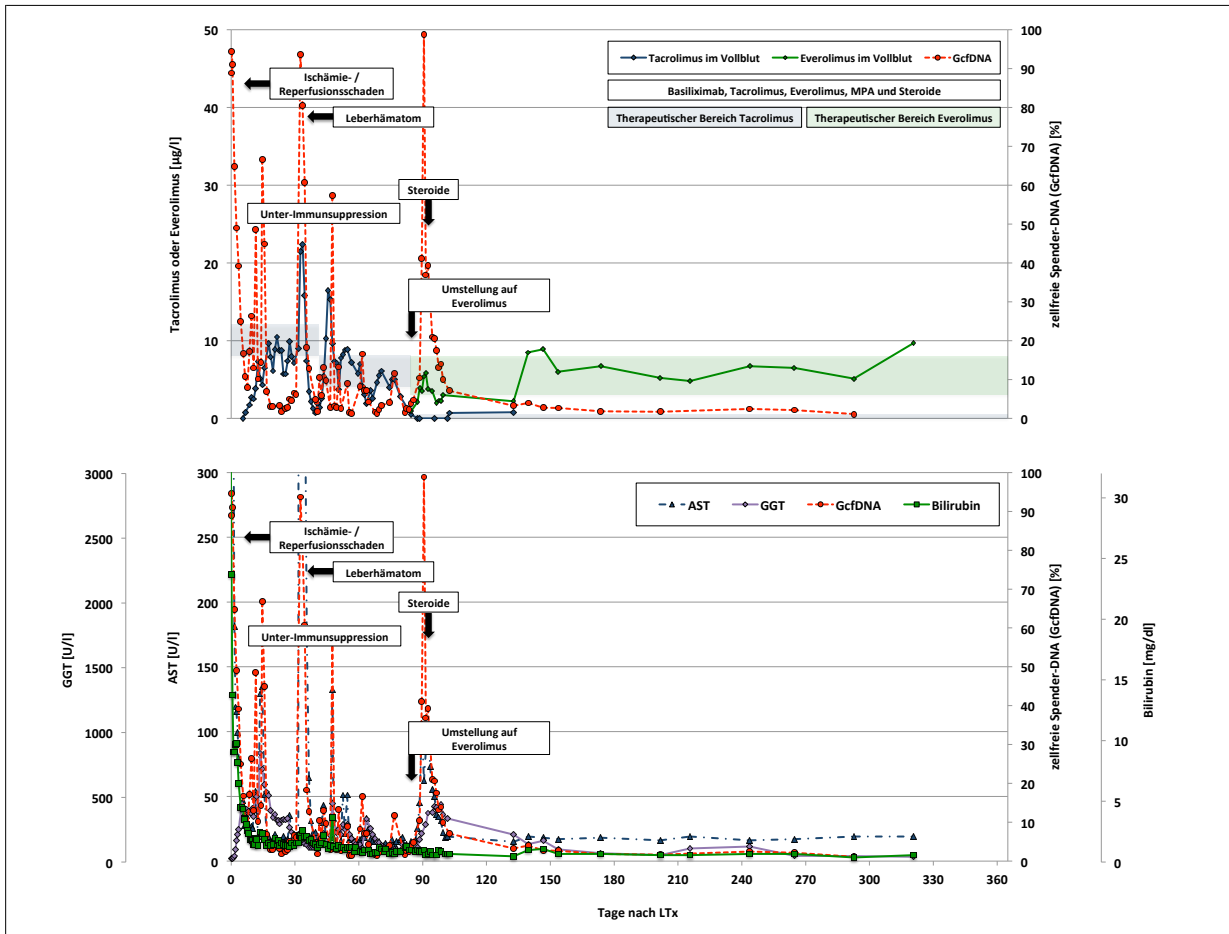 50
40
30
20
10
0
Tacrolimus oder Everolimus [µg/l]
100
90
80
70
60
50
40
30
20
10
0
zellfreie Spender-DNA (GcfDNA) [%]
Tacrolimus im Vollblut
Everolimus im Vollblut
GcfDNA
Basiliximab, Tacrolimus, Everolimus, MPA und Steroide
Therapeutischer Bereich Tacrolimus
Therapeutischer Bereich Everolimus
Ischämie- /
Reperfusionsschaden
Leberhämatom
Steroide
Unter-Immunsuppression
Umstellung auf
Everolimus
3000
2500
2000
1500
1000
500
0
GGT [U/l]
300
250
200
150
100
50
0
AST [U/l]
100
90
80
70
60
50
40
30
20
10
0
zellfreie Spender-DNA (GcfDNA) [%]
30
25
20
15
10
5
0
Bilirubin [mg/dl]
AST
GGT
GcfDNA
Bilirubin
Ischämie- /
Reperfusionsschaden
Leberhämatom
Steroide
Unter-Immunsuppression
Umstellung auf
Everolimus
0 30 60 90 120 150 180 210 240 270 300 330 360
Tage nach LTx